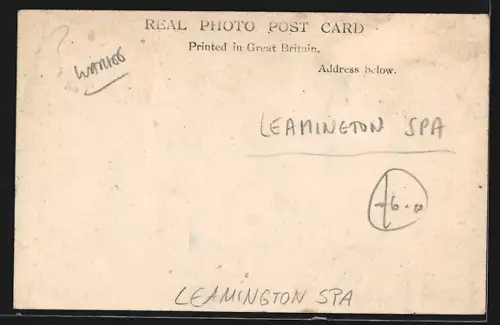 REAL PHOTO POST CARD
Printed in Great Britain.
Address below.
?
LEAMINGTON SPA
LEAMINGTON SPA